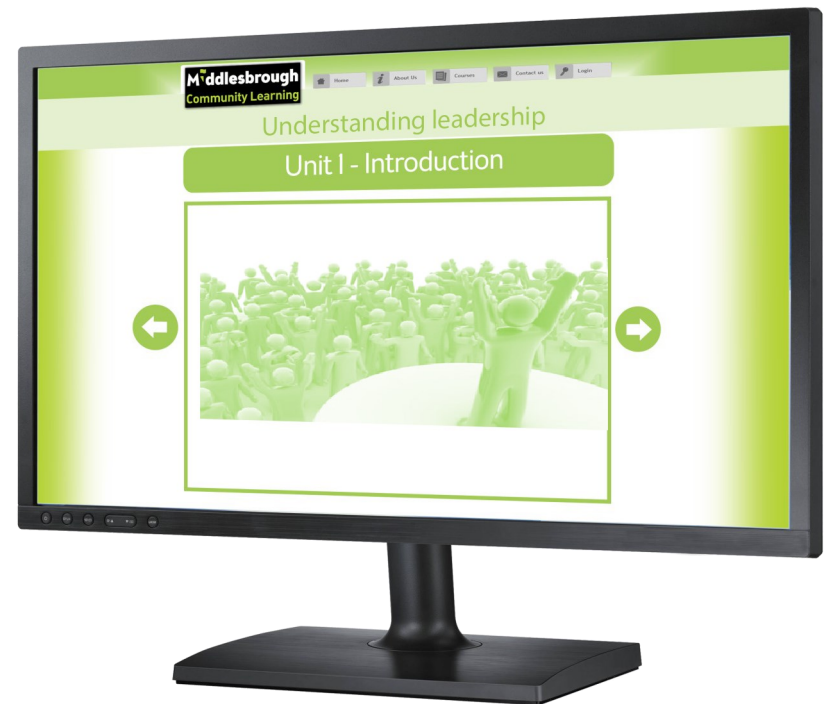 Middlesbrough
Community Learning
Home
About Us
Courses
Contact us
Login
Understanding leadership
Unit I - Introduction